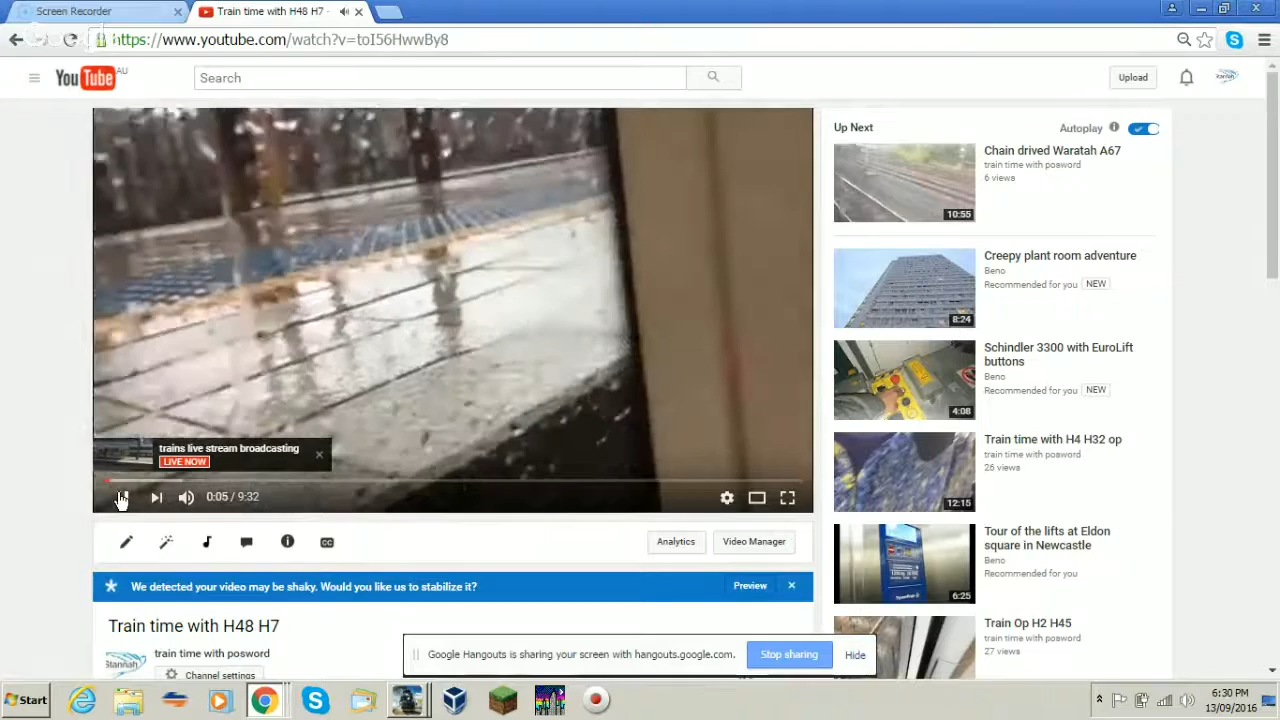 Screen Recorder
Train time with H48 H7 -
https://www.youtube.com/watch?v=toI56HwwBy8
YouTube AU
Search
Upload
Stannah
Up Next
Autoplay
Chain drived Waratah A67
train time with posword
6 views
10:55
Creepy plant room adventure
Beno
Recommended for you NEW
8:24
Schindler 3300 with EuroLift
buttons
Beno
Recommended for you NEW
4:08
Train time with H4 H32 op
train time with posword
26 views
12:15
Tour of the lifts at Eldon
square in Newcastle
Beno
Recommended for you
6:25
Train Op H2 H45
train time with posword
27 views
trains live stream broadcasting
LIVE NOW
0:05 / 9:32
CC
Analytics
Video Manager
We detected your video may be shaky. Would you like us to stabilize it?
Preview
Train time with H48 H7
Stannah
train time with posword
Channel settings
Google Hangouts is sharing your screen with hangouts.google.com.
Stop sharing
Hide
Start
6:30 PM
13/09/2016